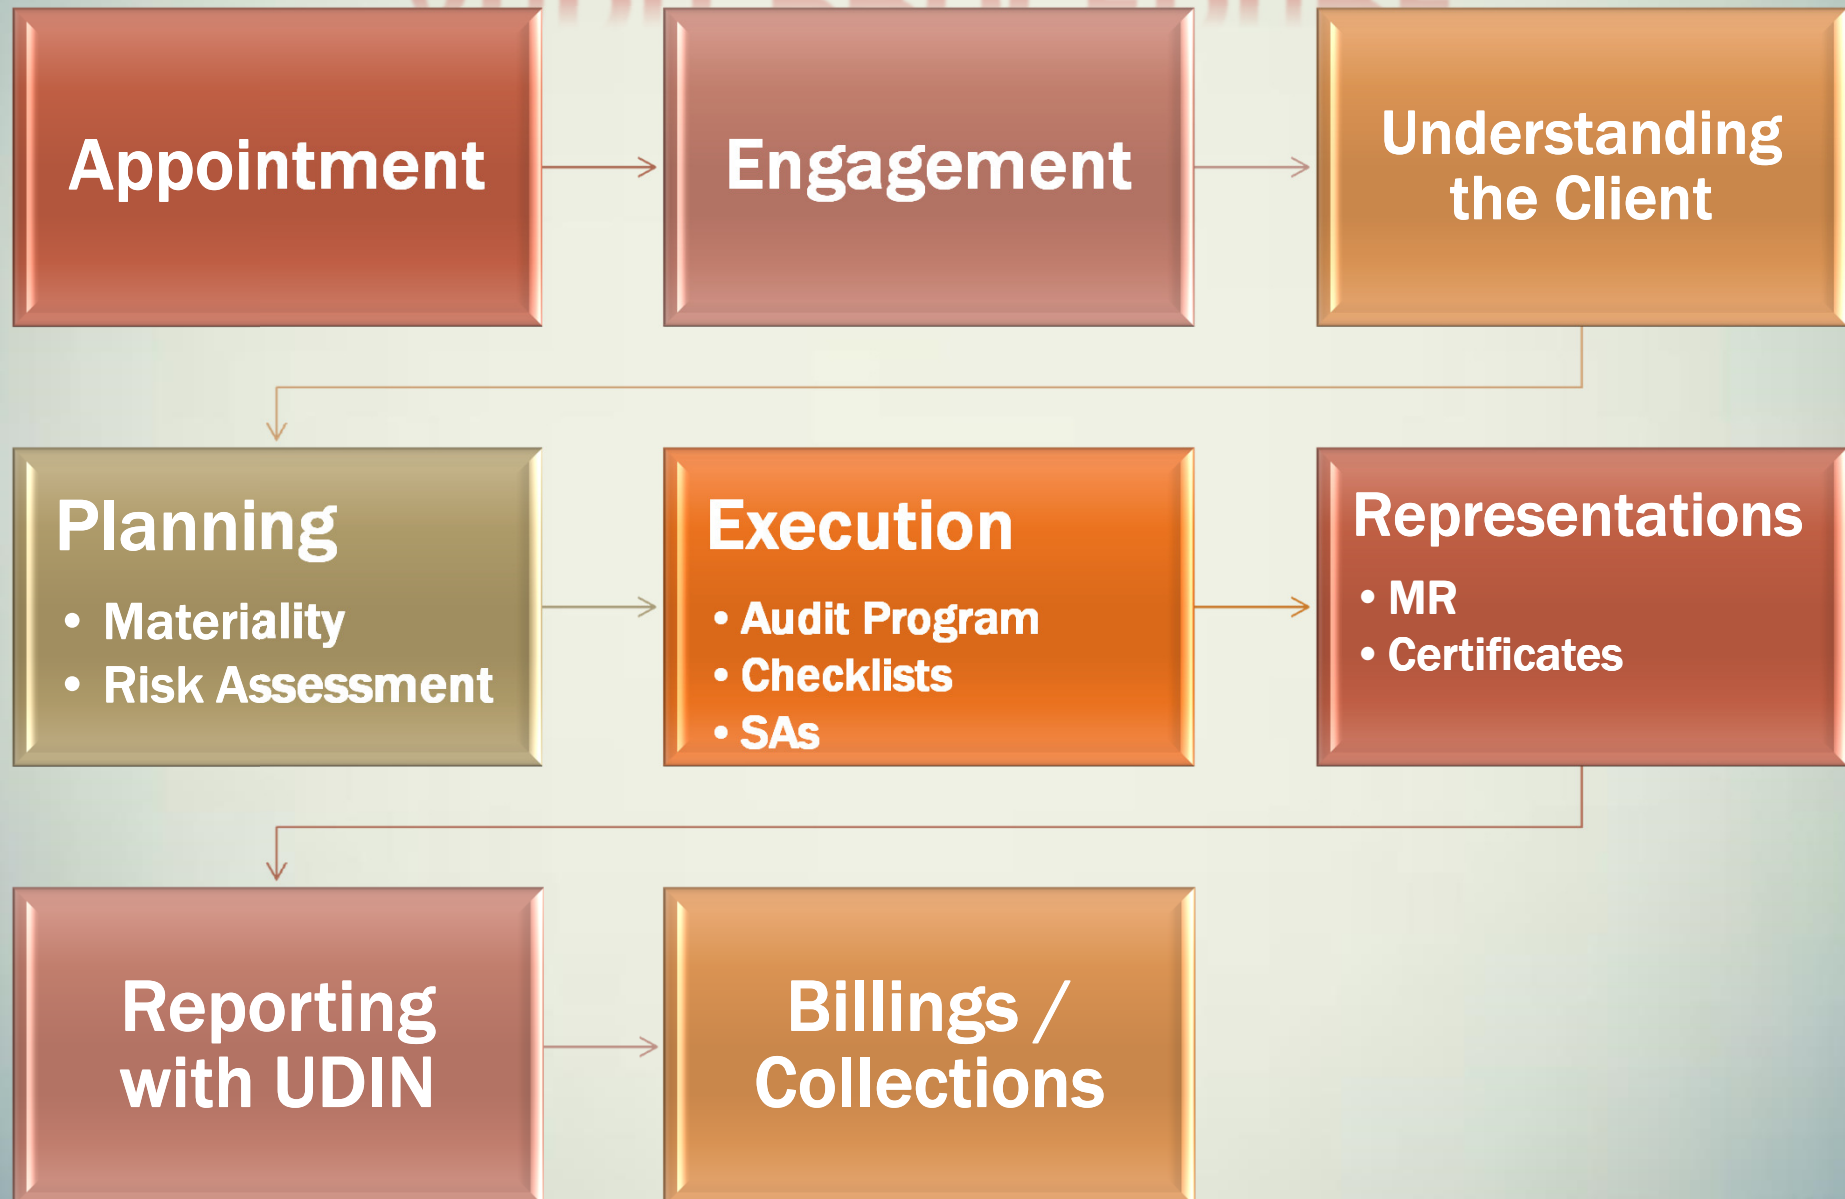 Appointment
Engagement
Understanding
the Client
Planning
• Materiality
• Risk Assessment
Execution
• Audit Program
• Checklists
• SAs
Representations
• MR
• Certificates
Reporting
with UDIN
Billings /
Collections